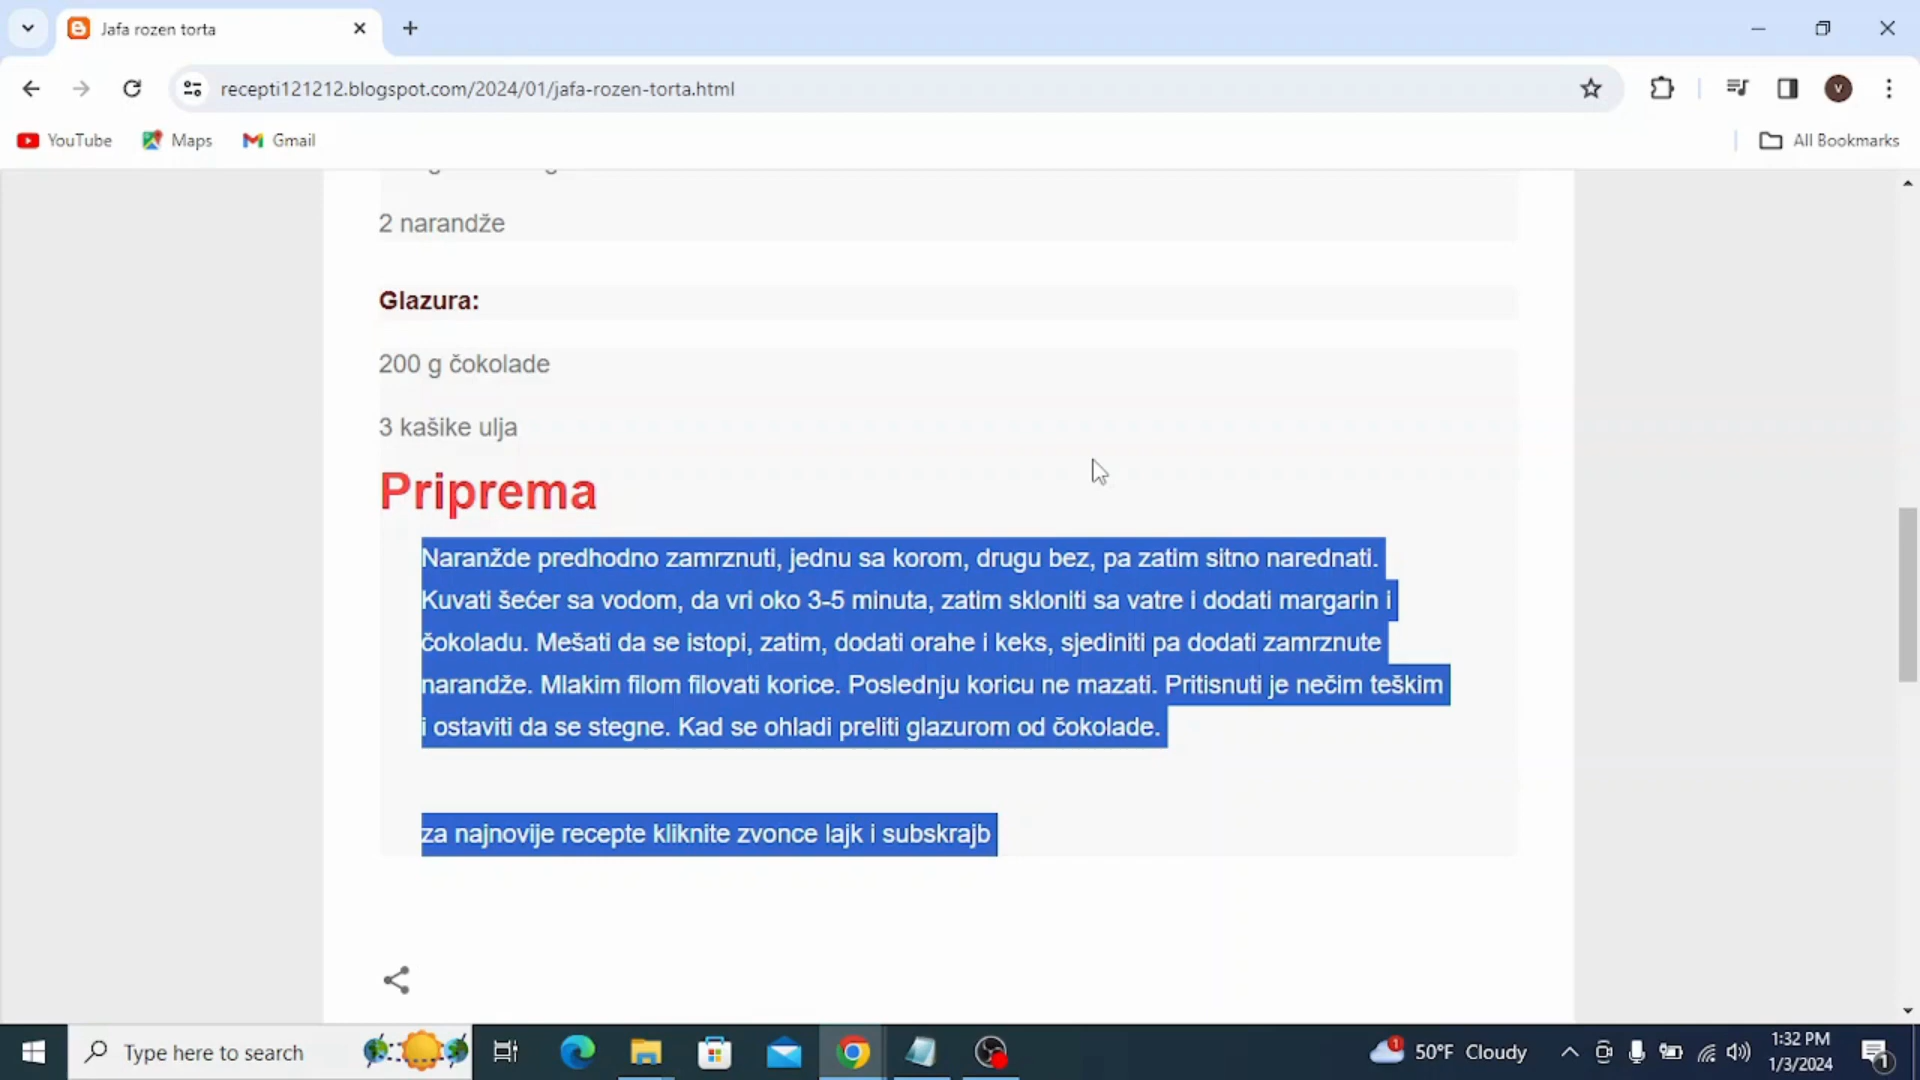 Jafa rozen torta
recepti121212.blogspot.com/2024/01/jafa-rozen-torta.html
V
YouTube
Maps
Gmail
All Bookmarks
2 narandže
Glazura:
200 g čokolade
3 kašike ulja
Priprema
Naranžde predhodno zamrznuti, jednu sa korom, drugu bez, pa zatim sitno narednati.
Kuvati šećer sa vodom, da vri oko 3-5 minuta, zatim skloniti sa vatre i dodati margarin i
čokoladu. Mešati da se istopi, zatim, dodati orahe i keks, sjediniti pa dodati zamrznute
narandže. Mlakim filom filovati korice. Poslednju koricu ne mazati. Pritisnuti je nečim teškim
i ostaviti da se stegne. Kad se ohladi preliti glazurom od čokolade.
za najnovije recepte kliknite zvonce lajk i subskrajb
Type here to search
1
50°F Cloudy
1:32 PM
1/3/2024
1